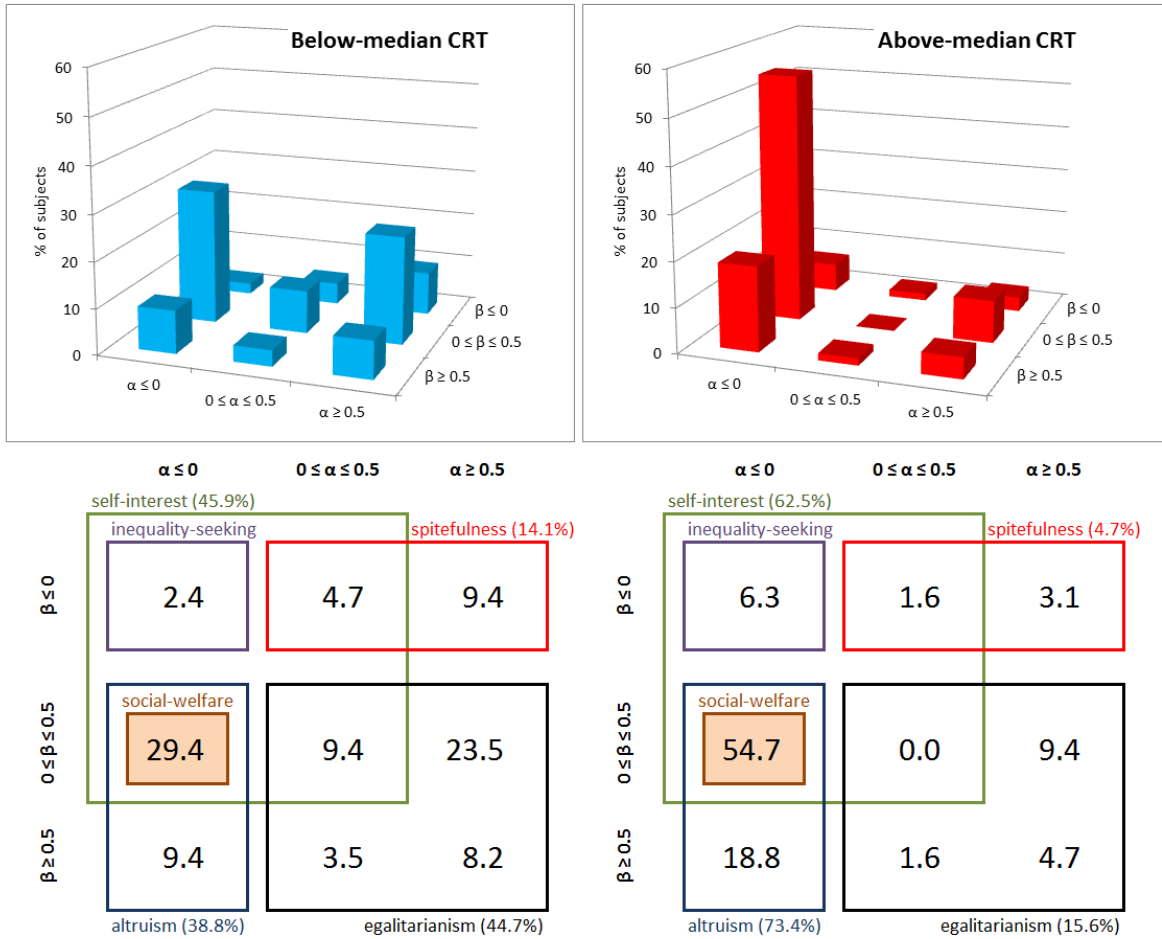 Below-median CRT
60
50
40
30
20
10
0
% of subjects
α ≤ 0
0 ≤ α ≤ 0.5
α ≥ 0.5
β ≤ 0
0 ≤ β ≤ 0.5
β ≥ 0.5
Above-median CRT
60
50
40
30
20
10
0
% of subjects
α ≤ 0
0 ≤ α ≤ 0.5
α ≥ 0.5
β ≤ 0
0 ≤ β ≤ 0.5
β ≥ 0.5
α ≤ 0 0 ≤ α ≤ 0.5 α ≥ 0.5
self-interest (45.9%)
inequality-seeking spitefulness (14.1%)
β ≤ 0 2.4 4.7 9.4
social-welfare
0 ≤ β ≤ 0.5 29.4 9.4 23.5
β ≥ 0.5 9.4 3.5 8.2
altruism (38.8%) egalitarianism (44.7%)
α ≤ 0 0 ≤ α ≤ 0.5 α ≥ 0.5
self-interest (62.5%)
inequality-seeking spitefulness (4.7%)
β ≤ 0 6.3 1.6 3.1
social-welfare
0 ≤ β ≤ 0.5 54.7 0.0 9.4
β ≥ 0.5 18.8 1.6 4.7
altruism (73.4%) egalitarianism (15.6%)